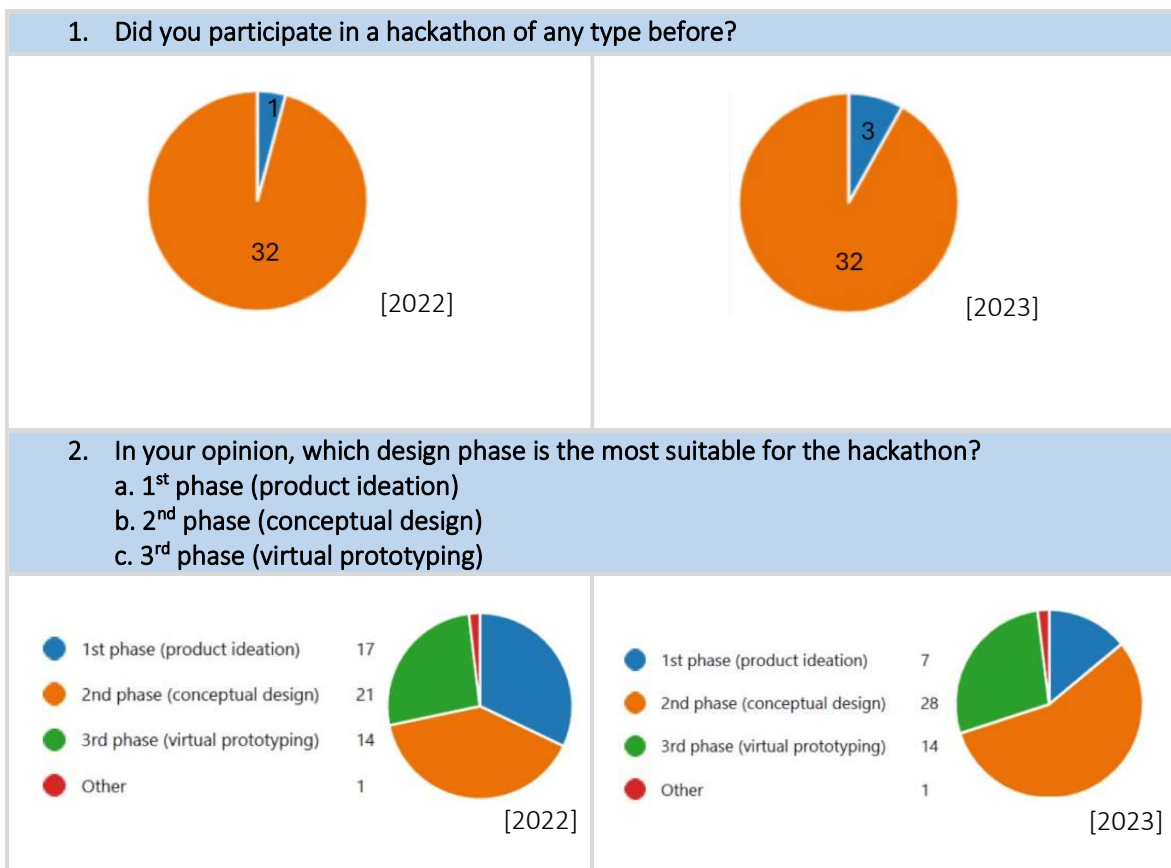 1. Did you participate in a hackathon of any type before?
1
32
[2022]
3
32
[2023]
2. In your opinion, which design phase is the most suitable for the hackathon?
a. 1st phase (product ideation)
b. 2nd phase (conceptual design)
c. 3rd phase (virtual prototyping)
1st phase (product ideation) 17
2nd phase (conceptual design) 21
3rd phase (virtual prototyping) 14
Other 1
[2022]
1st phase (product ideation) 7
2nd phase (conceptual design) 28
3rd phase (virtual prototyping) 14
Other 1
[2023]